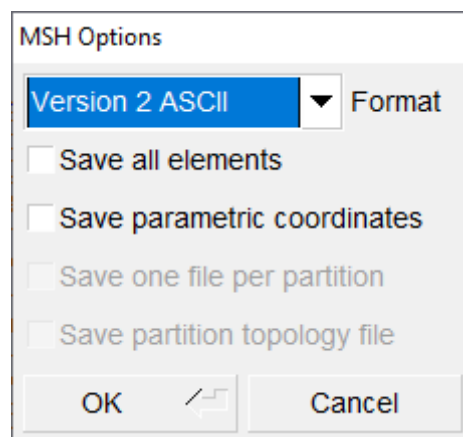 MSH Options
Version 2 ASCII Format
Save all elements
Save parametric coordinates
Save one file per partition
Save partition topology file
OK Cancel